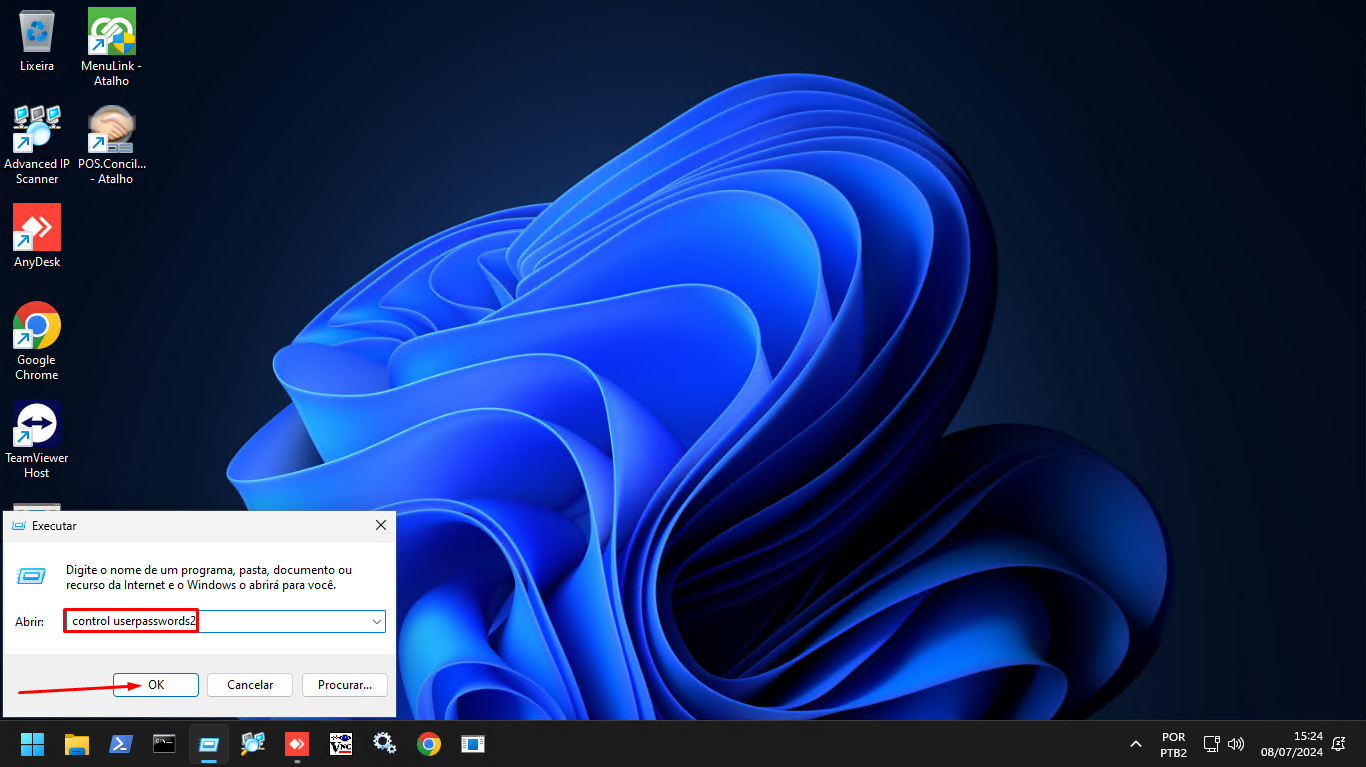 Lixeira
MenuLink -
Atalho
Advanced IP
Scanner
POS.Concil...
- Atalho
AnyDesk
Google
Chrome
TeamViewer
Host
Executar
Digite o nome de um programa, pasta, documento ou
recurso da Internet e o Windows o abrirá para você.
Abrir:
control userpasswords2
OK
Cancelar
Procurar...
VNC
POR
PTB2
15:24
08/07/2024